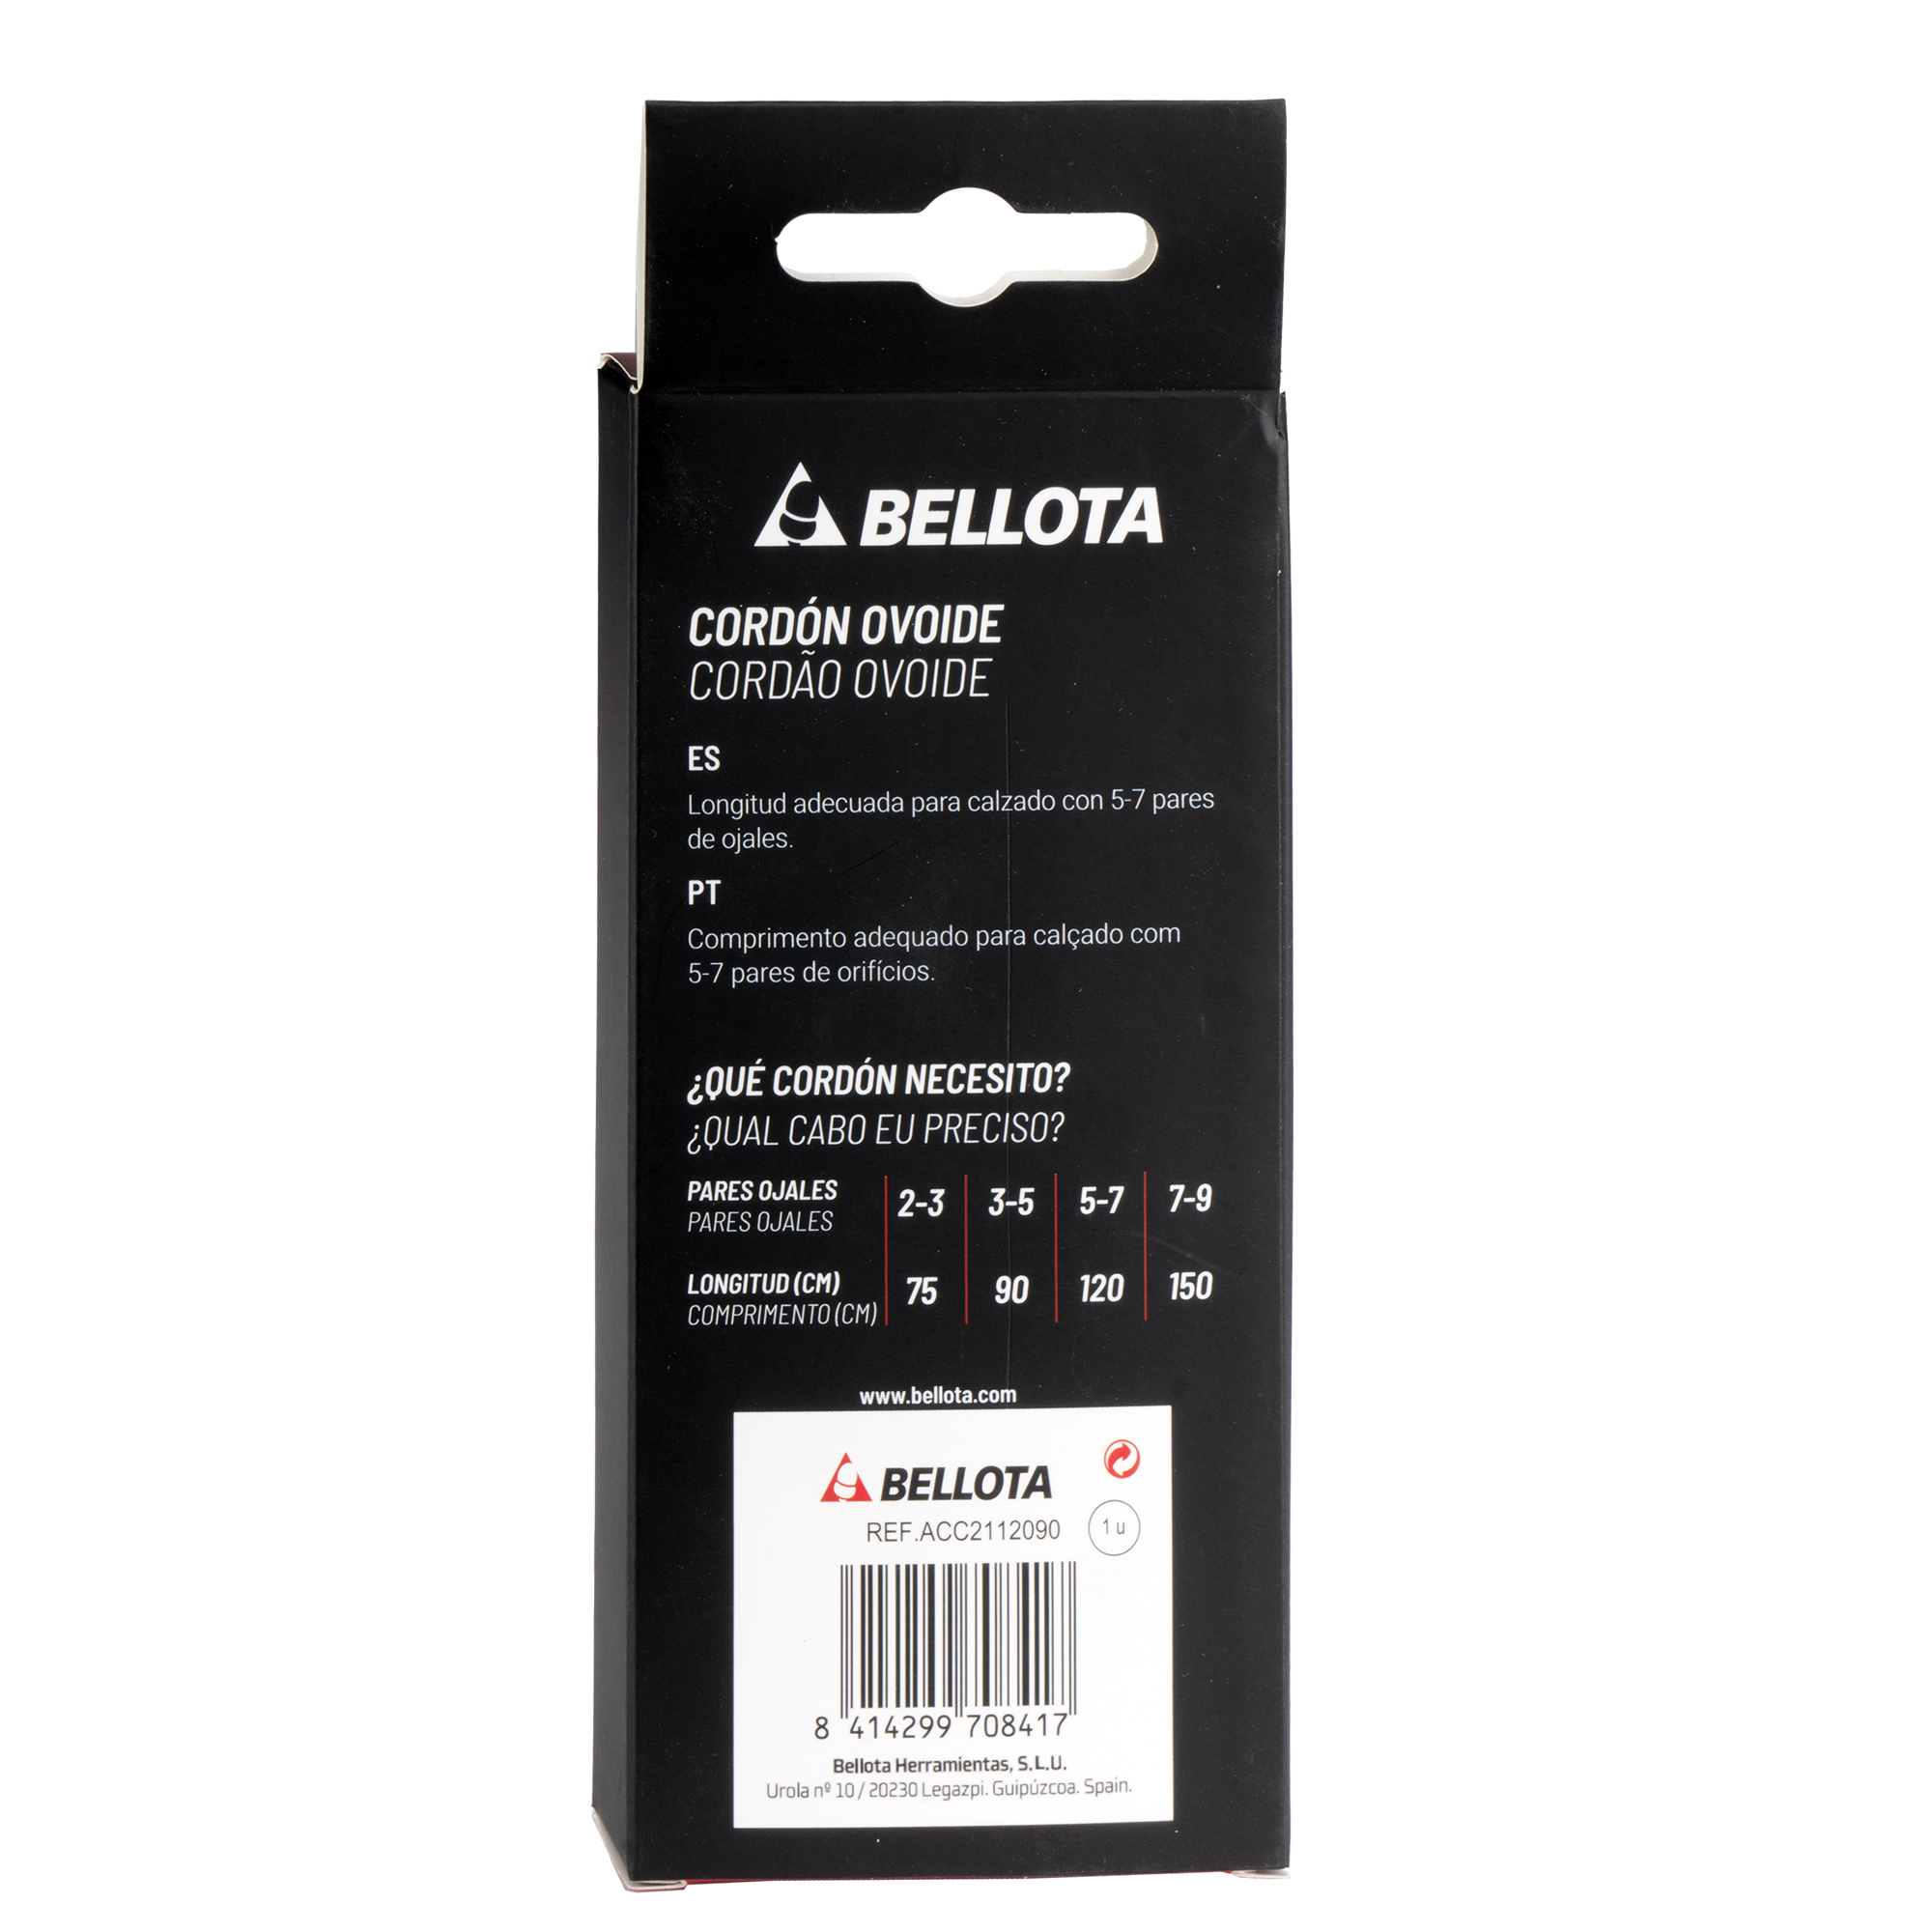 BELLOTA
CORDÓN OVOIDE
CORDÃO OVOIDE
ES
Longitud adecuada para calzado con 5-7 pares
de ojales.
PT
Comprimento adequado para calçado com
5-7 pares de orifícios.
¿QUÉ CORDÓN NECESITO?
¿QUAL CABO EU PRECISO?
PARES OJALES 2-3 3-5 5-7 7-9
PARES OJALES
LONGITUD (CM) 75 90 120 150
COMPRIMENTO (CM)
www.bellota.com
BELLOTA
REF.ACC2112090 1 u
8 414299 708417
Bellota Herramientas, S.L.U.
Urola nº 10 / 20230 Legazpi. Guipúzcoa. Spain.